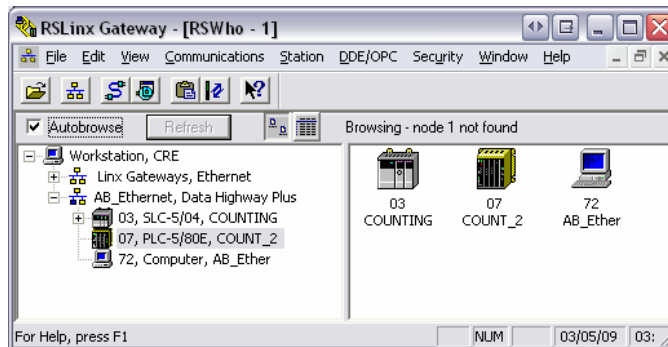 RSLinx Gateway - [RSWho - 1]
File Edit View Communications Station DDE/OPC Security Window Help
Autobrowse Refresh Browsing - node 1 not found
Workstation, CRE
Linx Gateways, Ethernet
AB_Ethernet, Data Highway Plus
03, SLC-5/04, COUNTING
07, PLC-5/80E, COUNT_2
72, Computer, AB_Ether
03
COUNTING
07
COUNT_2
72
AB_Ether
For Help, press F1 NUM 03/05/09 03: